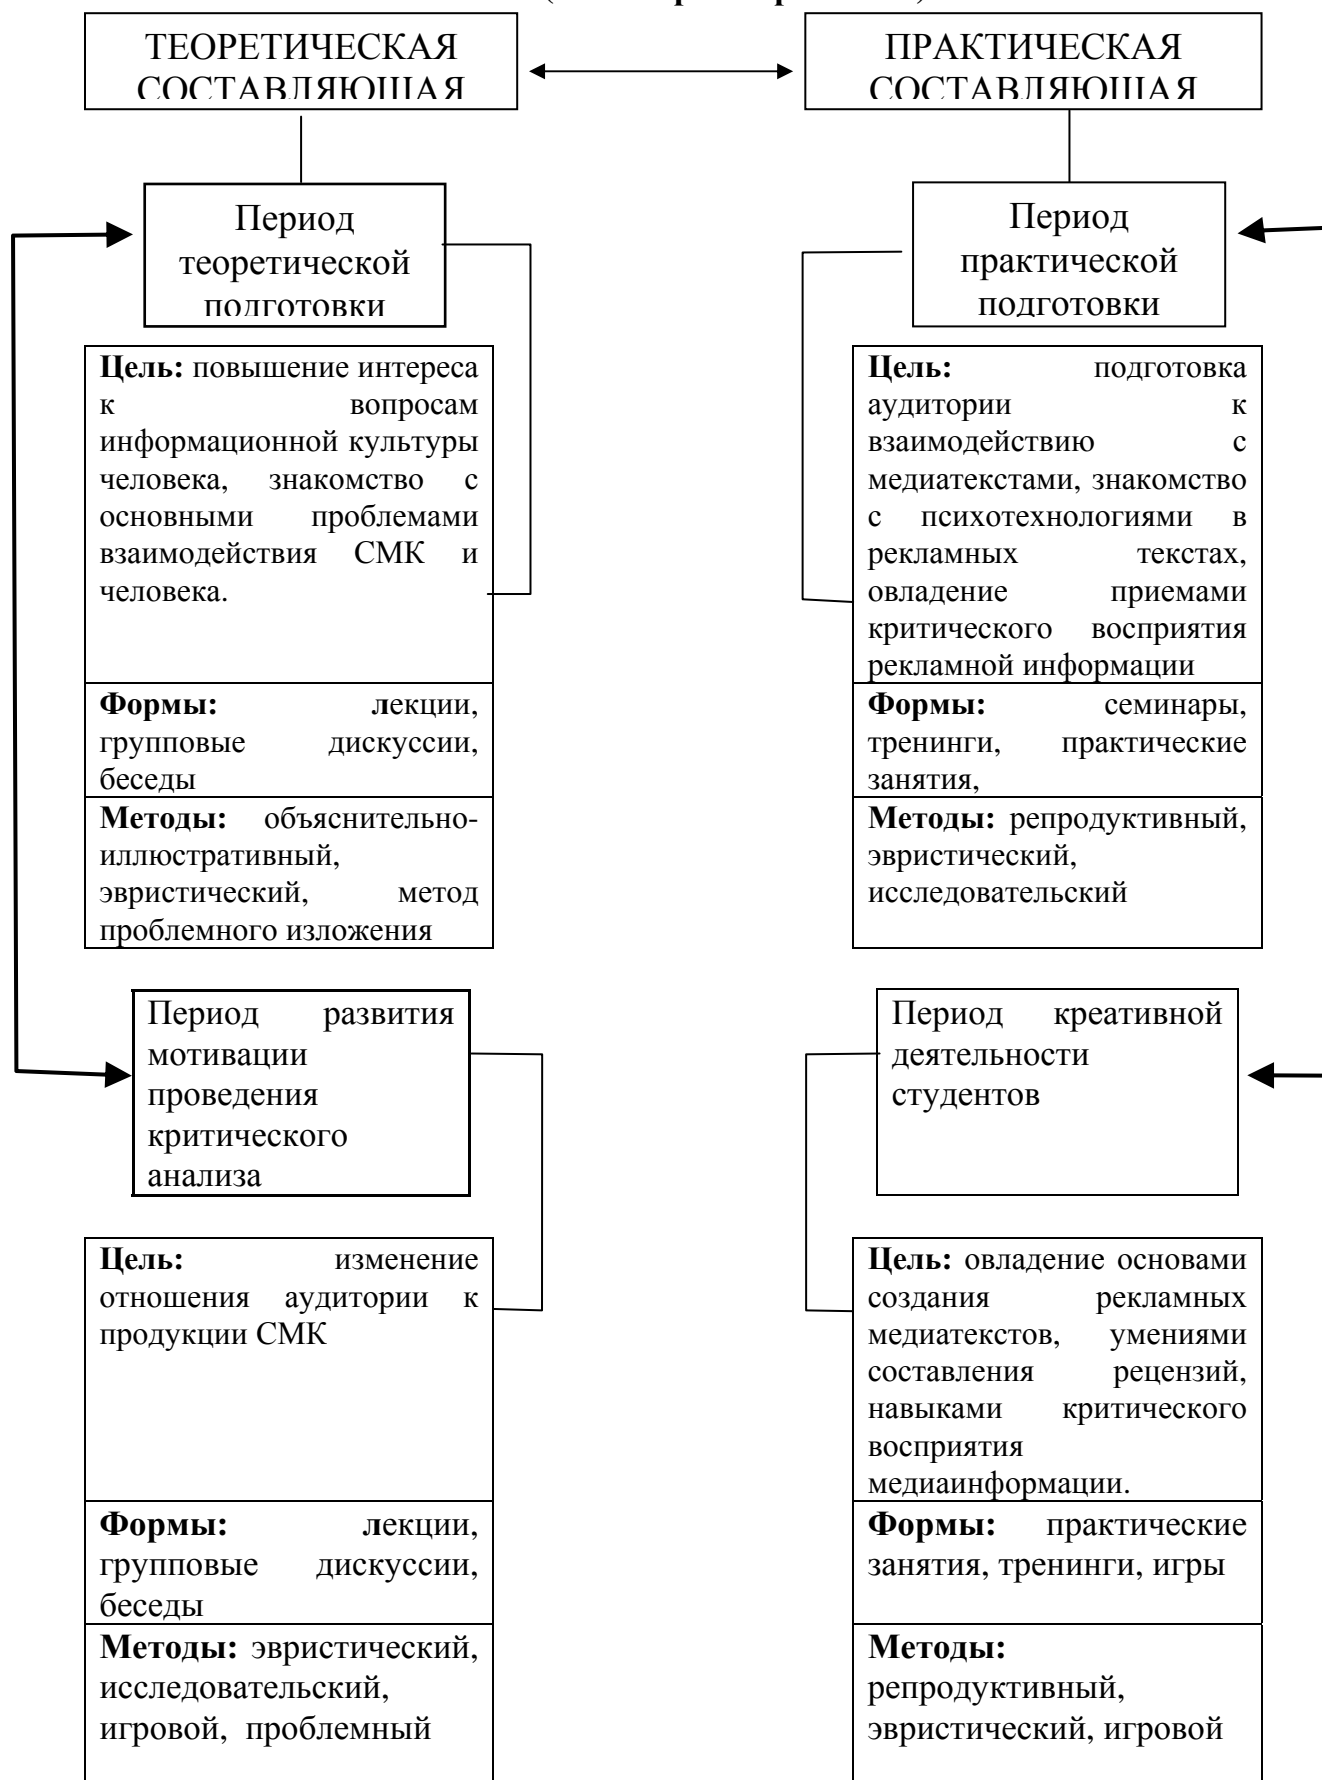 ТЕОРЕТИЧЕСКАЯ
СОСТАВЛЯЮЩАЯ
ПРАКТИЧЕСКАЯ
СОСТАВЛЯЮЩАЯ
Период
теоретической
подготовки
Период
практической
подготовки
Цель: повышение интереса
к вопросам
информационной культуры
человека, знакомство с
основными проблемами
взаимодействия СМК и
человека.
Формы: лекции,
групповые дискуссии,
беседы
Методы: объяснительно-
иллюстративный,
эвристический, метод
проблемного изложения
Цель: подготовка
аудитории к
взаимодействию с
медиатекстами, знакомство
с психотехнологиями в
рекламных текстах,
овладение приемами
критического восприятия
рекламной информации
Формы: семинары,
тренинги, практические
занятия,
Методы: репродуктивный,
эвристический,
исследовательский
Период развития
мотивации
проведения
критического
анализа
Период креативной
деятельности
студентов
Цель: изменение
отношения аудитории к
продукции СМК
Формы: лекции,
групповые дискуссии,
беседы
Методы: эвристический,
исследовательский,
игровой, проблемный
Цель: овладение основами
создания рекламных
медиатекстов, умениями
составления рецензий,
навыками критического
восприятия
медиаинформации.
Формы: практические
занятия, тренинги, игры
Методы:
репродуктивный,
эвристический, игровой